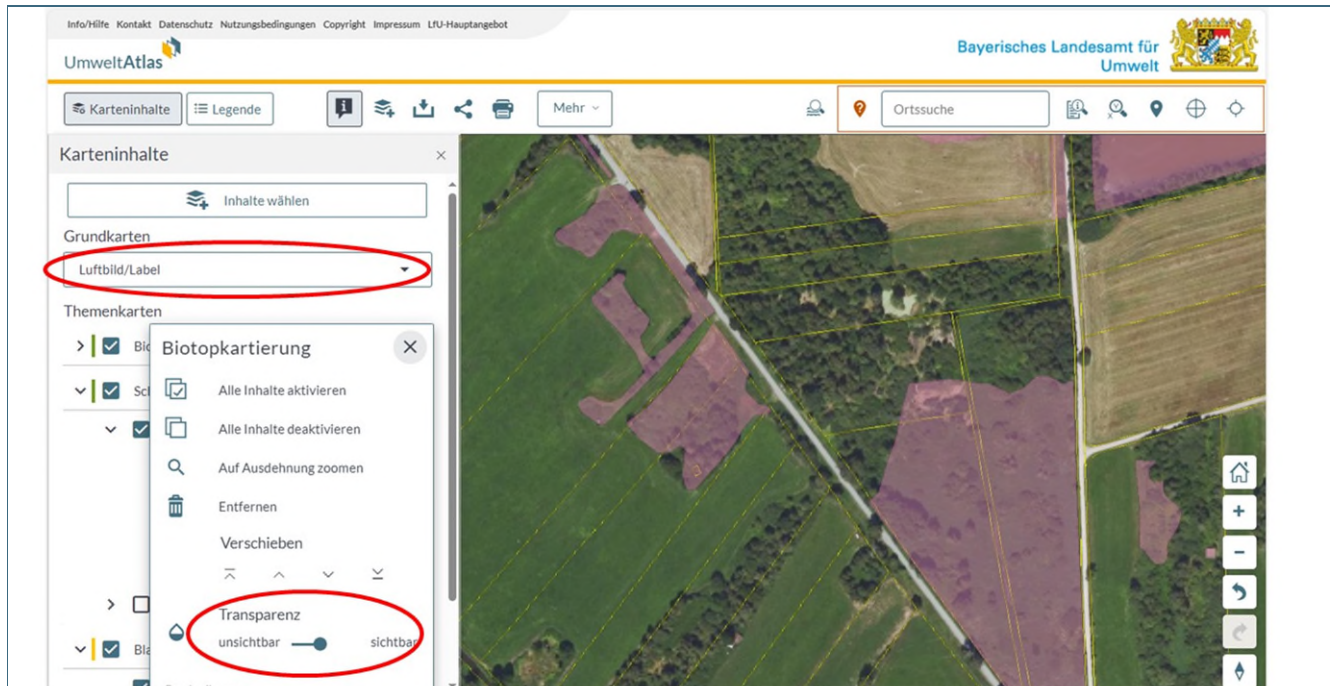 Info/Hilfe Kontakt Datenschutz Nutzungsbedingungen Copyright Impressum LfU-Hauptangebot
UmweltAtlas
Bayerisches Landesamt für
Umwelt
Karteninhalte Legende Mehr Ortssuche
Karteninhalte
Inhalte wählen
Grundkarten
Luftbild/Label
Themenkarten
Biotopkartierung
Alle Inhalte aktivieren
Alle Inhalte deaktivieren
Auf Ausdehnung zoomen
Entfernen
Verschieben
Transparenz
unsichtbar sichtbar